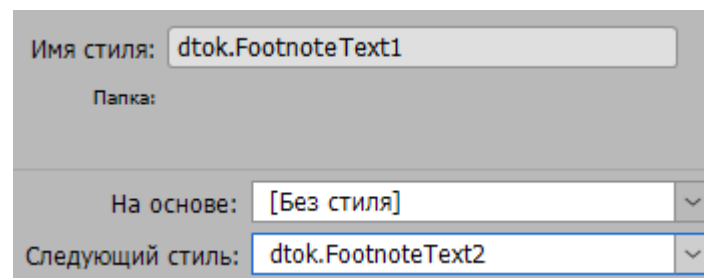 Имя стиля: dtok.FootnoteText1
Папка:
На основе: [Без стиля]
Следующий стиль: dtok.FootnoteText2